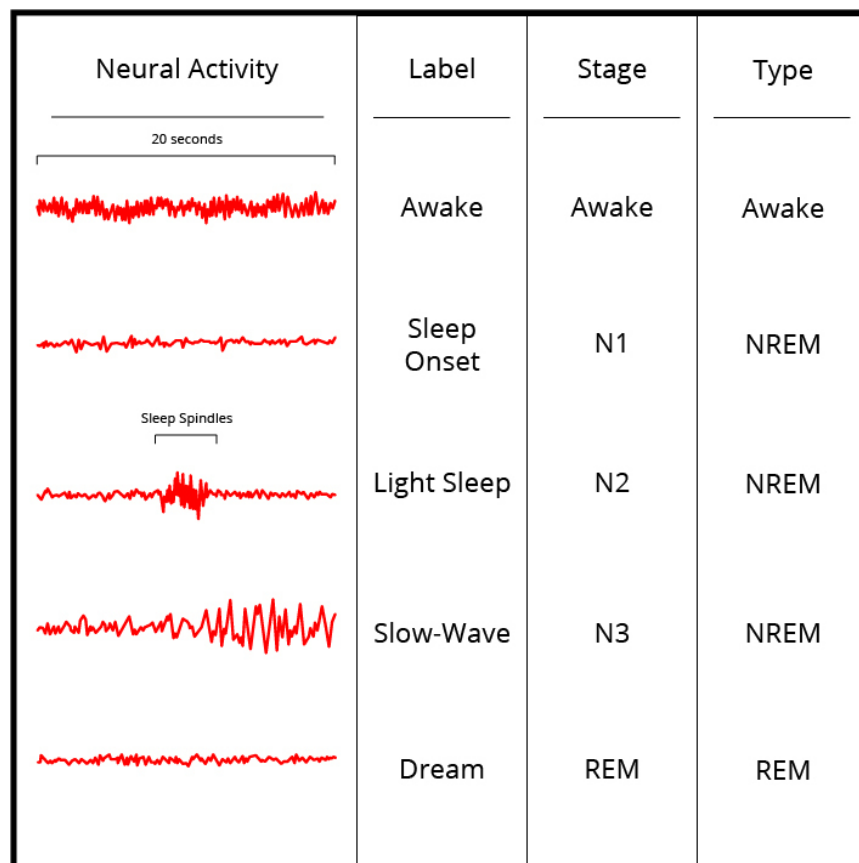 Neural Activity Label Stage Type
20 seconds
Awake Awake Awake
Sleep
Onset N1 NREM
Sleep Spindles
Light Sleep N2 NREM
Slow-Wave N3 NREM
Dream REM REM